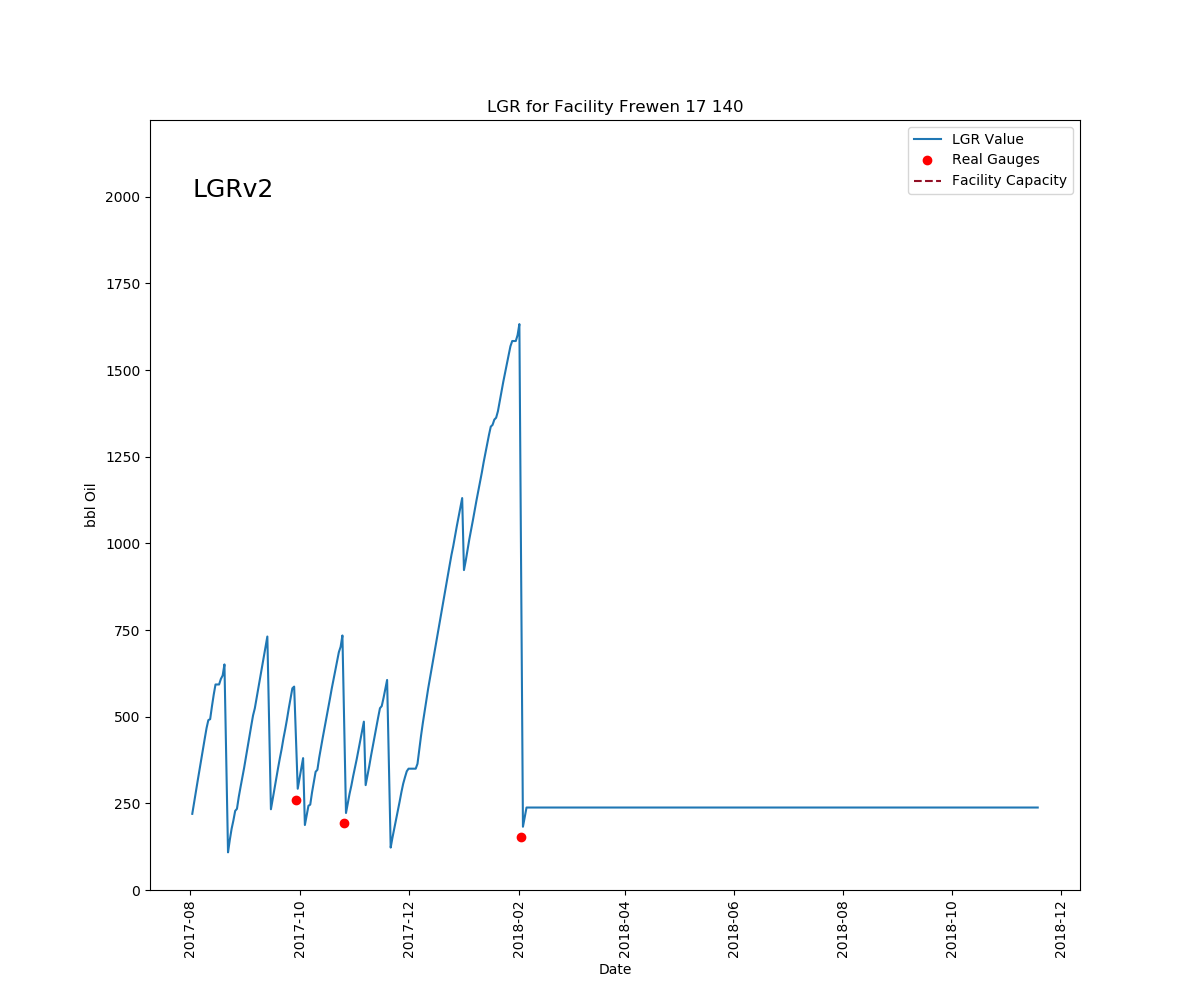 LGR for Facility Frewen 17 140
LGRv2
LGR Value
Real Gauges
Facility Capacity
bbl Oil
2000
1750
1500
1250
1000
750
500
250
0
2017-08
2017-10
2017-12
2018-02
2018-04
2018-06
2018-08
2018-10
2018-12
Date